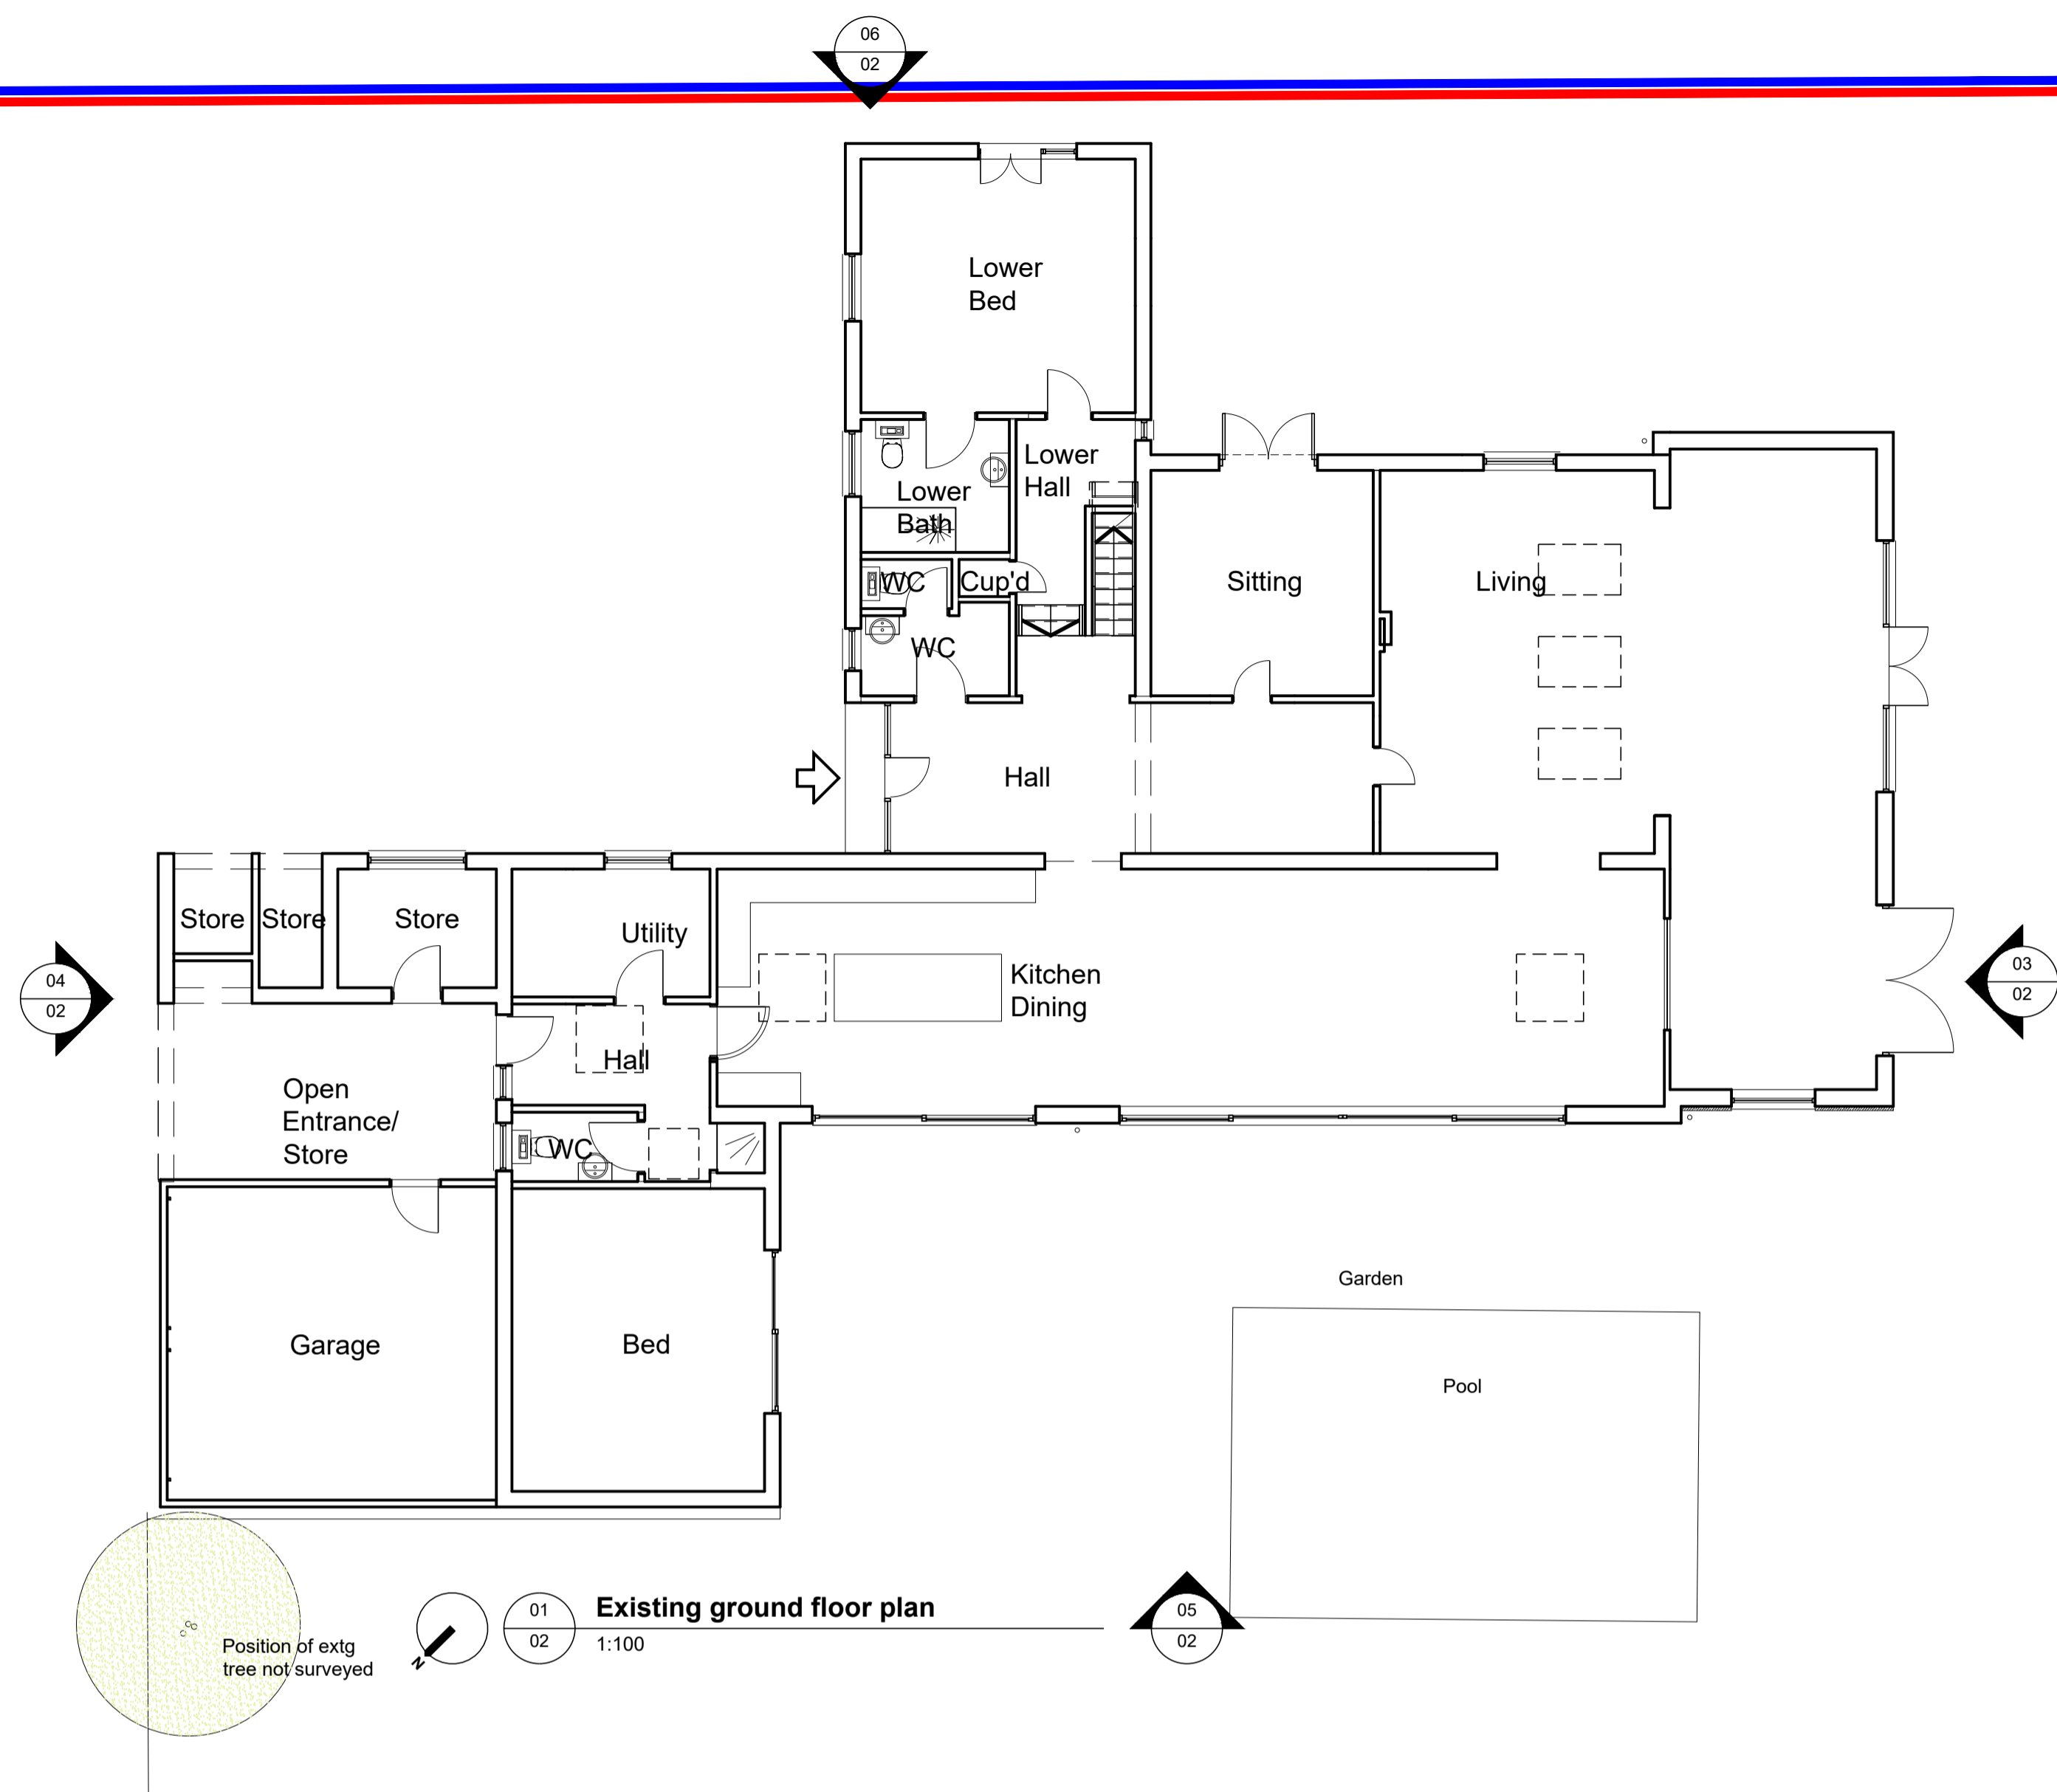 06
02
Lower
Bed
Lower
Hall
Lower
Bath
WC
Cup'd
Sitting
Living
WC
Hall
Store
Store
Store
Utility
Kitchen
Dining
04
02
03
02
Hall
Open
Entrance/
Store
WC
Garden
Garage
Bed
Pool
01
02
Existing ground floor plan
1:100
05
02
N
Position of extg
tree not surveyed